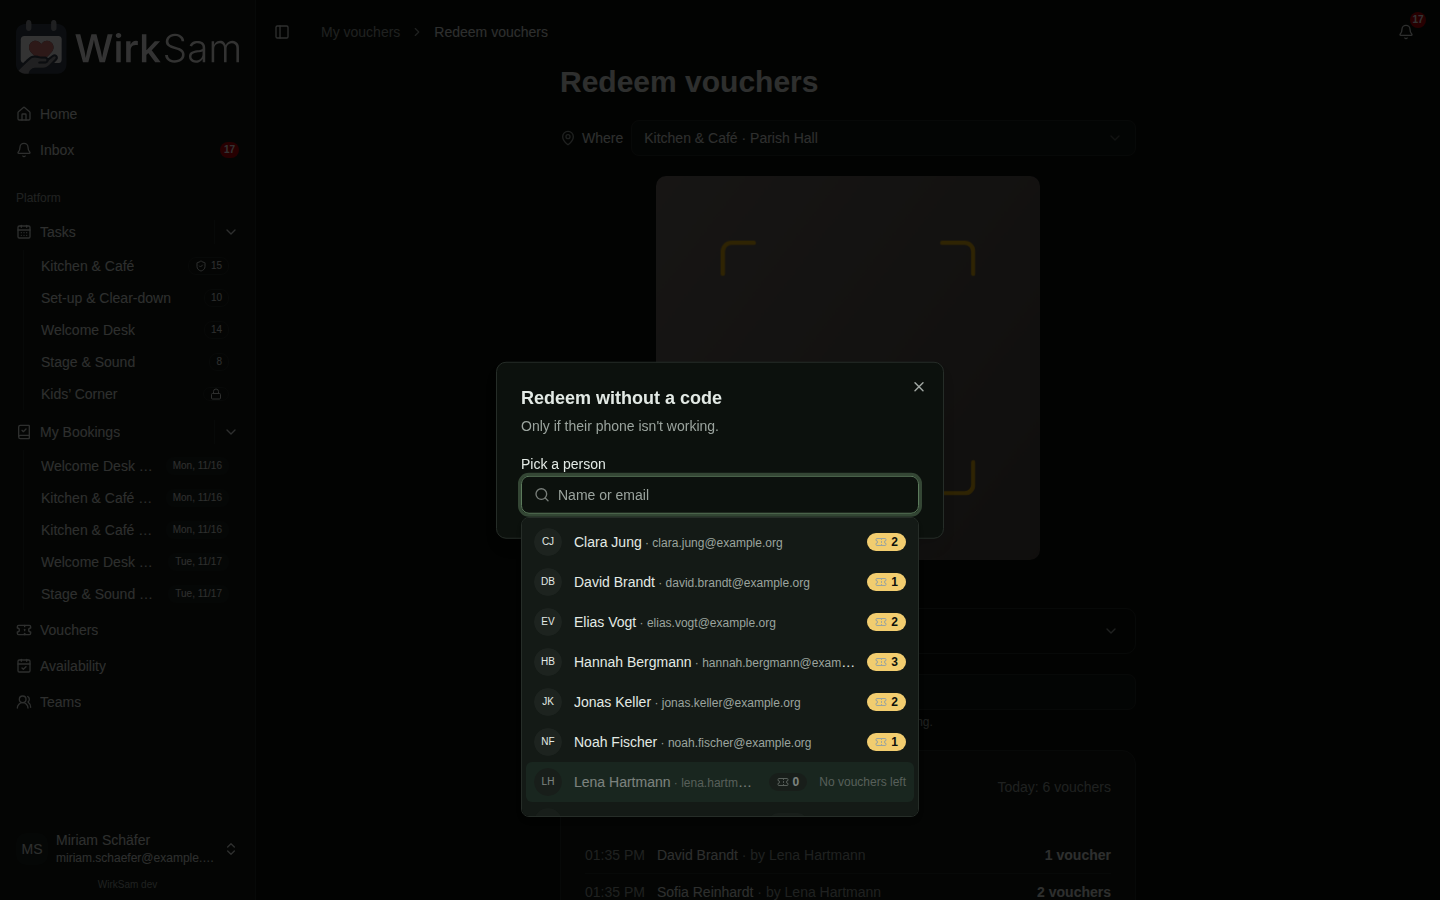 WirkSam
My vouchers
Redeem vouchers
17
Home
Inbox
17
Platform
Tasks
Kitchen & Café
15
Set-up & Clear-down
10
Welcome Desk
14
Stage & Sound
8
Kids' Corner
My Bookings
Welcome Desk …
Mon, 11/16
Kitchen & Café …
Mon, 11/16
Kitchen & Café …
Mon, 11/16
Welcome Desk …
Tue, 11/17
Stage & Sound …
Tue, 11/17
Vouchers
Availability
Teams
MS
Miriam Schäfer
miriam.schaefer@example.…
WirkSam dev
Redeem vouchers
Where
Kitchen & Café · Parish Hall
Redeem without a code
Only if their phone isn't working.
Pick a person
Name or email
CJ Clara Jung · clara.jung@example.org 2
DB David Brandt · david.brandt@example.org 1
EV Elias Vogt · elias.vogt@example.org 2
HB Hannah Bergmann · hannah.bergmann@exam… 3
JK Jonas Keller · jonas.keller@example.org 2
NF Noah Fischer · noah.fischer@example.org 1
LH Lena Hartmann · lena.hartm… 0 No vouchers left
ng.
Today: 6 vouchers
01:35 PM David Brandt · by Lena Hartmann 1 voucher
01:35 PM Sofia Reinhardt · by Lena Hartmann 2 vouchers